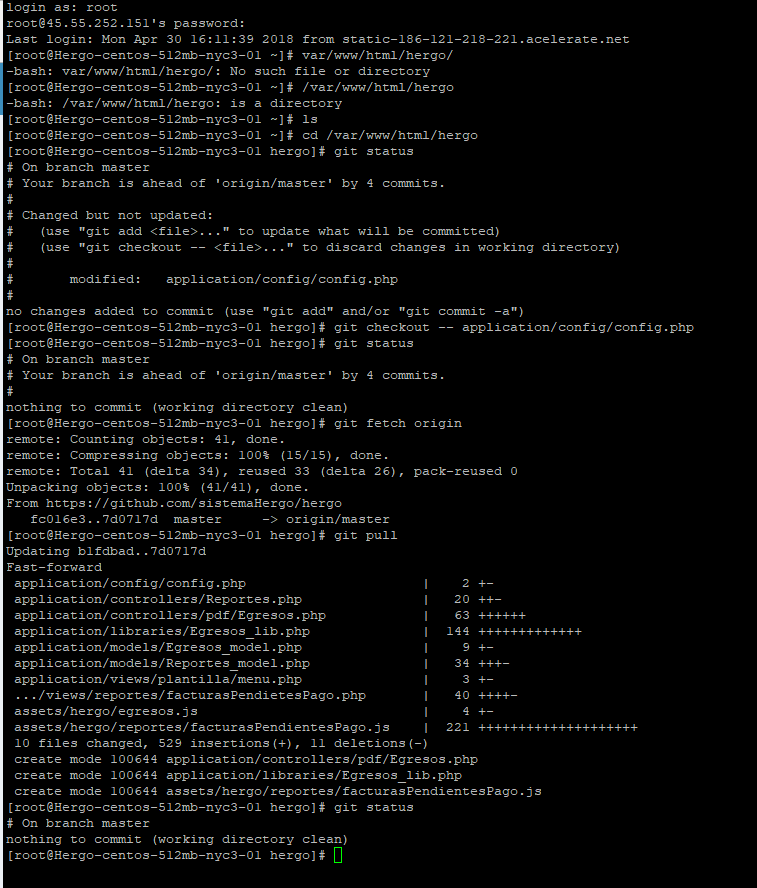 login as: root
root@45.55.252.151's password:
Last login: Mon Apr 30 16:11:39 2018 from static-186-121-218-221.acelerate.net
[root@Hergo-centos-512mb-nyc3-01 ~]# var/www/html/hergo/
-bash: var/www/html/hergo/: No such file or directory
[root@Hergo-centos-512mb-nyc3-01 ~]# /var/www/html/hergo
-bash: /var/www/html/hergo: is a directory
[root@Hergo-centos-512mb-nyc3-01 ~]# ls
[root@Hergo-centos-512mb-nyc3-01 ~]# cd /var/www/html/hergo
[root@Hergo-centos-512mb-nyc3-01 hergo]# git status
# On branch master
# Your branch is ahead of 'origin/master' by 4 commits.
#
# Changed but not updated:
#   (use "git add <file>..." to update what will be committed)
#   (use "git checkout -- <file>..." to discard changes in working directory)
#
#       modified:   application/config/config.php
#
no changes added to commit (use "git add" and/or "git commit -a")
[root@Hergo-centos-512mb-nyc3-01 hergo]# git checkout -- application/config/config.php
[root@Hergo-centos-512mb-nyc3-01 hergo]# git status
# On branch master
# Your branch is ahead of 'origin/master' by 4 commits.
#
nothing to commit (working directory clean)
[root@Hergo-centos-512mb-nyc3-01 hergo]# git fetch origin
remote: Counting objects: 41, done.
remote: Compressing objects: 100% (15/15), done.
remote: Total 41 (delta 34), reused 33 (delta 26), pack-reused 0
Unpacking objects: 100% (41/41), done.
From https://github.com/sistemaHergo/hergo
   fc016e3..7d0717d  master     -> origin/master
[root@Hergo-centos-512mb-nyc3-01 hergo]# git pull
Updating b1fdbad..7d0717d
Fast-forward
 application/config/config.php                      |    2 +-
 application/controllers/Reportes.php               |   20 ++-
 application/controllers/pdf/Egresos.php            |   63 ++++++
 application/libraries/Egresos_lib.php              |  144 +++++++++++++
 application/models/Egresos_model.php               |    9 +-
 application/models/Reportes_model.php              |   34 +++-
 application/views/plantilla/menu.php               |    3 +-
 .../views/reportes/facturasPendietesPago.php       |   40 ++++-
 assets/hergo/egresos.js                            |    4 +-
 assets/hergo/reportes/facturasPendientesPago.js    |  221 ++++++++++++++++++++
 10 files changed, 529 insertions(+), 11 deletions(-)
 create mode 100644 application/controllers/pdf/Egresos.php
 create mode 100644 application/libraries/Egresos_lib.php
 create mode 100644 assets/hergo/reportes/facturasPendientesPago.js
[root@Hergo-centos-512mb-nyc3-01 hergo]# git status
# On branch master
nothing to commit (working directory clean)
[root@Hergo-centos-512mb-nyc3-01 hergo]#